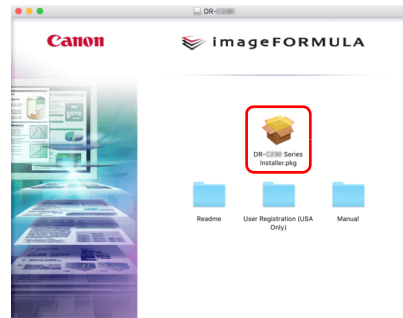 DR-
Canon
imageFORMULA
DR- Series
Installer.pkg
Readme
User Registration (USA
Only)
Manual